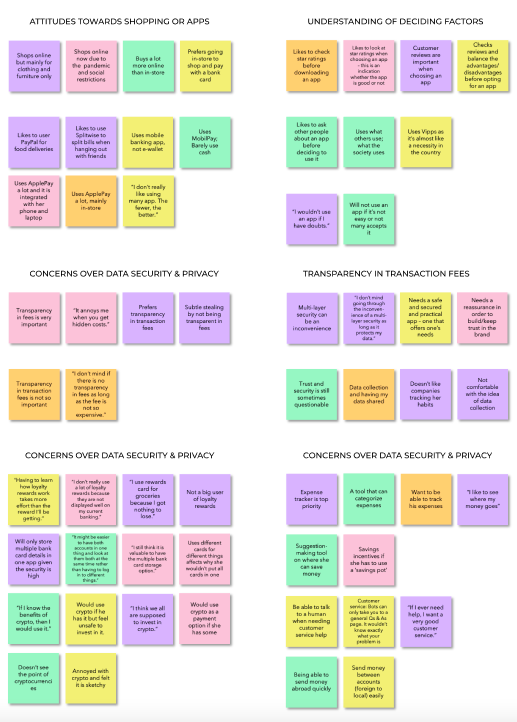 ATTITUDES TOWARDS SHOPPING OR APPS
Shops online
but mainly for
clothing and
furniture only
Shops online
now due to
the pandemic
and social
restrictions
Buys a lot
more online
than in-store
Prefers going
in-store to
shop and pay
with a bank
card
Likes to user
PayPal for
food deliveries
Likes to use
Splitwise to
split bills when
hanging out
with friends
Uses mobile
banking app,
not e-wallet
Uses
MobilPay;
Barely use
cash
Uses ApplePay
a lot and it is
integrated
with her
phone and
laptop
Uses ApplePay
a lot, mainly
in-store
"I don't really
like using
many app. The
fewer, the
better."
UNDERSTANDING OF DECIDING FACTORS
Likes to check
star ratings
before
downloading
an app
Likes to look at
star ratings when
choosing an app
- this is an
indication
whether the app
is good or not
Customer
reviews are
important
when
choosing an
app
Checks
reviews and
balance the
advantages/
disadvantages
before opting
for an app
Likes to ask
other people
about an app
before
deciding to
use it
Uses what
others use;
what the
society uses
Uses Vipps as
it's almost like
a necessity in
the country
"I wouldn't use
an app if I
have doubts."
Will not use an
app if it's not
easy or not
many accepts
it
CONCERNS OVER DATA SECURITY & PRIVACY
Transparency
in fees is very
important
"It annoys me
when you get
hidden costs."
Prefers
transparency
in transaction
fees
Subtle stealing
by not being
transparent in
fees
Transparency
in transaction
fees is not so
important
"I don't mind if
there is no
transparency
in fees as long
as the fee is
not so
expensive."
TRANSPARENCY IN TRANSACTION FEES
Multi-layer
security can
be an
inconvenience
"I don't mind
going through
the inconven-
ience of a mul-
ti-layer security
as long as it
protects my
data."
Needs a safe
and secured
and practical
app - one that
offers one's
needs
Needs a
reassurance in
order to
build/keep
trust in the
brand
Trust and
security is still
sometimes
questionable
Data collection
and having my
data shared
Doesn't like
companies
tracking her
habits
Not
comfortable
with the idea
of data
collection
CONCERNS OVER DATA SECURITY & PRIVACY
"Having to learn
how loyalty
rewards work
takes more
effort than the
reward I'll be
getting."
"I don't really use
a lot of loyalty
rewards because
they are not
displayed well on
my current
banking."
"I use rewards
card for
groceries
because I got
nothing to
lose."
Not a big user
of loyalty
rewards
Will only store
multiple bank
card details in
one app given
the security is
high
"It might be easier
to have both
accounts in one
thing and look at
them both at the
same time rather
than having to log
in to different
things."
"I still think it is
valuable to have
the multiple bank
card storage
option."
Uses different
cards for
different things
affects why she
wouldn't put all
cards in one
"If I know the
benefits of
crypto, then I
would use it."
Would use
crypto if he
has it but feel
unsafe to
invest in it.
"I think we all
are supposed
to invest in
crypto."
Would use
crypto as a
payment
option if she
has some
Doesn't see
the point of
cryptocurrenci
es
Annoyed with
crypto and felt
it is sketchy
CONCERNS OVER DATA SECURITY & PRIVACY
Expense
tracker is top
priority
A tool that can
categorize
expenses
Want to be
able to track
his expenses
"I like to see
where my
money goes"
Suggestion-
making tool on
where she can
save money
Savings
incentives if
she has to use
a 'savings pot'
Be able to talk
to a human
when needing
customer
service help
Customer
service: Bots can
only take you to a
general Qs & As
page. It wouldn't
know exactly
what your
problem is
"If I ever need
help, I want a
very good
customer
service."
Being able to
send money
abroad quickly
Send money
between
accounts
(foreign to
local) easily